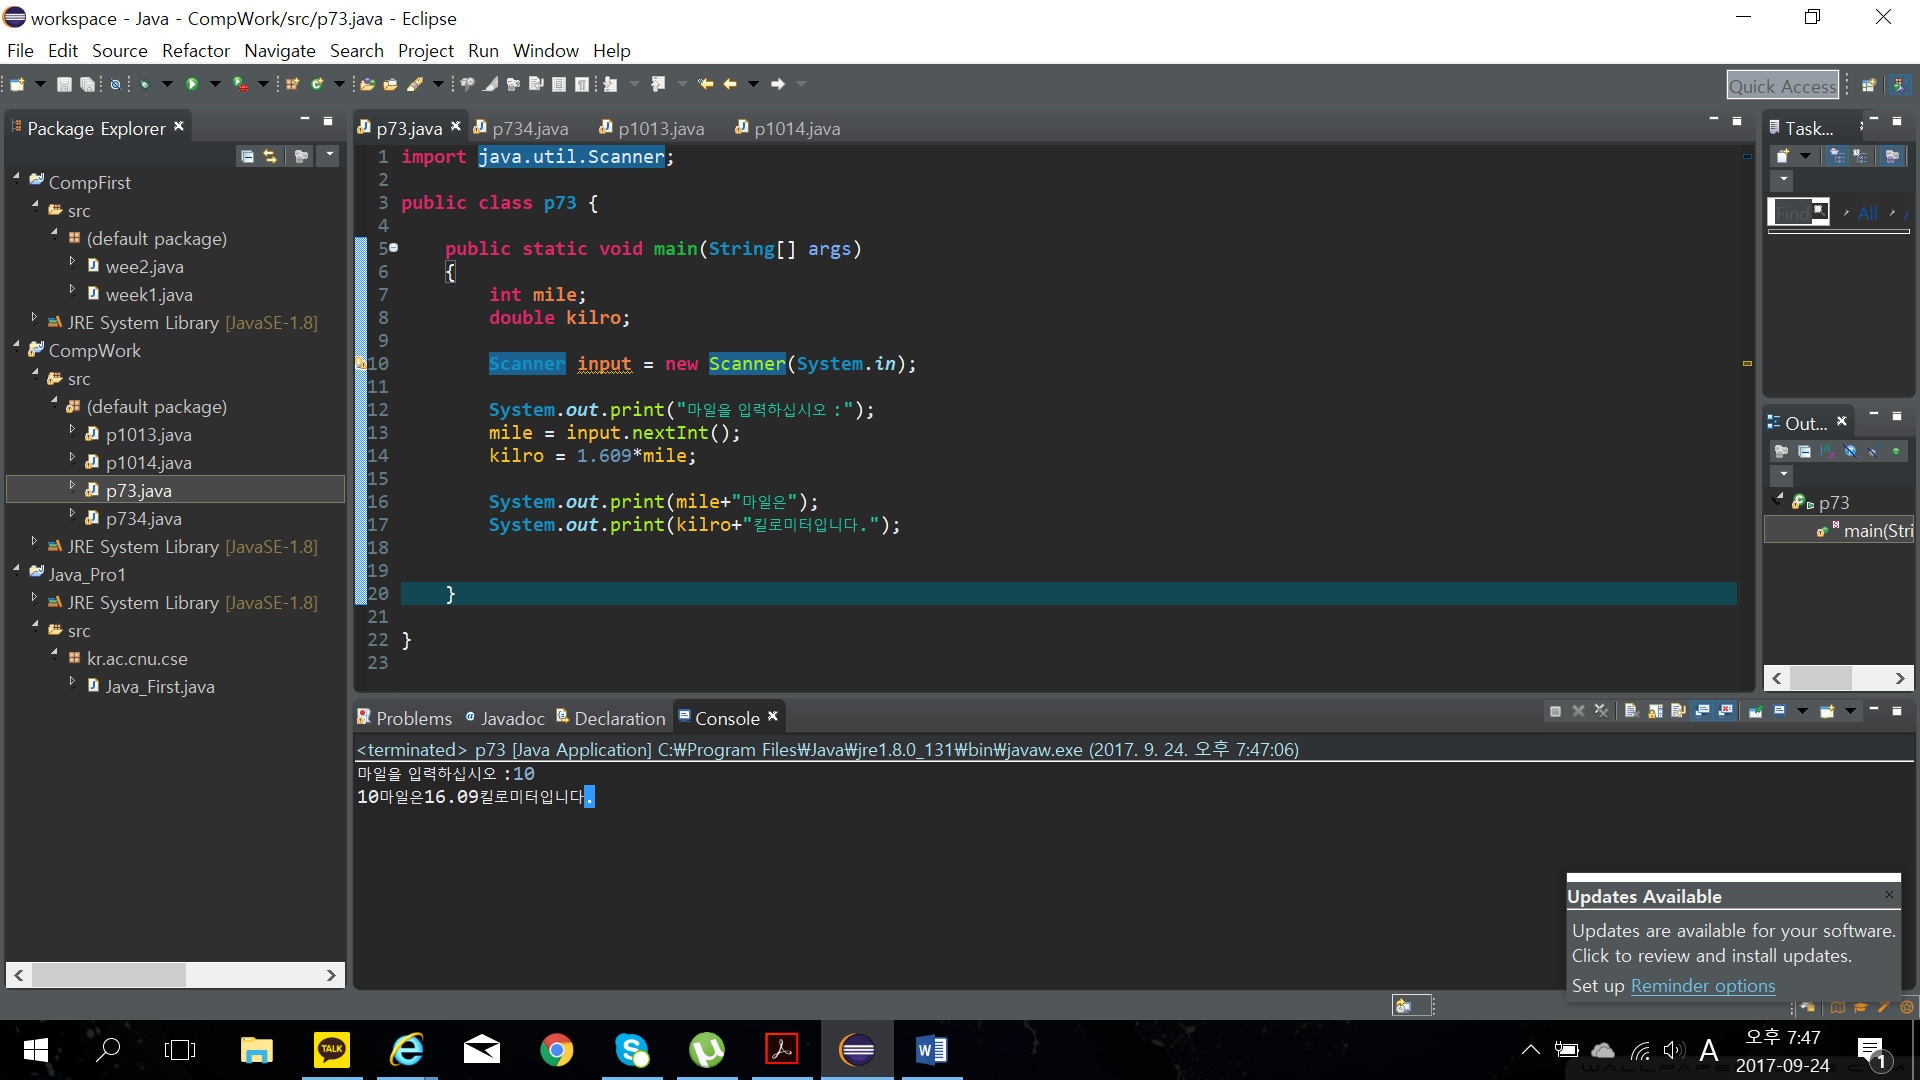 workspace - Java - CompWork/src/p73.java - Eclipse
File Edit Source Refactor Navigate Search Project Run Window Help
Quick Access
Package Explorer
CompFirst
src
(default package)
wee2.java
week1.java
JRE System Library [JavaSE-1.8]
CompWork
src
(default package)
p1013.java
p1014.java
p73.java
p734.java
JRE System Library [JavaSE-1.8]
Java_Pro1
JRE System Library [JavaSE-1.8]
src
kr.ac.cnu.cse
Java_First.java
p73.java p734.java p1013.java p1014.java
1 import java.util.Scanner;
2
3 public class p73 {
4
5 public static void main(String[] args)
6 {
7 int mile;
8 double kilro;
9
10 Scanner input = new Scanner(System.in);
11
12 System.out.print("마일을 입력하십시오 :");
13 mile = input.nextInt();
14 kilro = 1.609*mile;
15
16 System.out.print(mile+"마일은");
17 System.out.print(kilro+"킬로미터입니다.");
18
19
20 }
21
22 }
23
Task...
Find
All
Out...
p73
main(Stri
Problems Javadoc Declaration Console
<terminated> p73 [Java Application] C:₩Program Files₩Java₩jre1.8.0_131₩bin₩javaw.exe (2017. 9. 24. 오후 7:47:06)
마일을 입력하십시오 :10
10마일은16.09킬로미터입니다.
Updates Available
Updates are available for your software.
Click to review and install updates.
Set up Reminder options
TALK
A
오후 7:47
2017-09-24
1